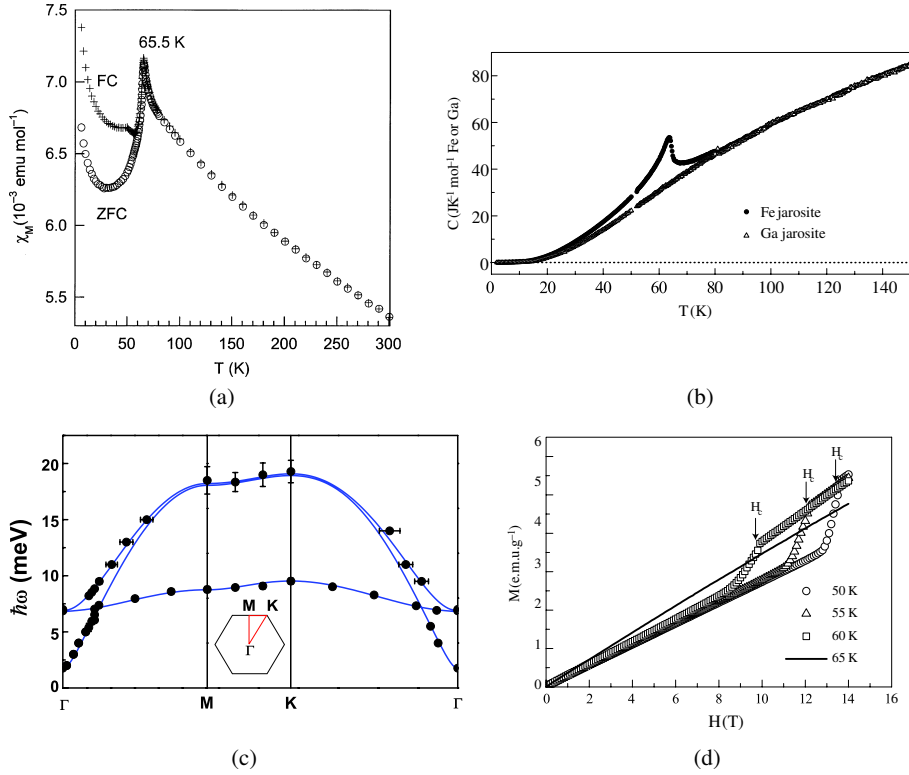 7.5
7.0
6.5
6.0
5.5
65.5 K
FC
ZFC
χM(10⁻³ emu mol⁻¹)
0 50 100 150 200 250 300
T (K)
(a)
80
60
40
20
0
C (JK⁻¹ mol⁻¹ Fe or Ga)
Fe jarosite
Ga jarosite
0 20 40 60 80 100 120 140
T (K)
(b)
20
15
10
5
0
ħω (meV)
M K
Γ
Γ M K Γ
(c)
6
5
4
3
2
1
0
M(e.m.u.g⁻¹)
Hc
Hc
Hc
50 K
55 K
60 K
65 K
0 2 4 6 8 10 12 14 16
H(T)
(d)